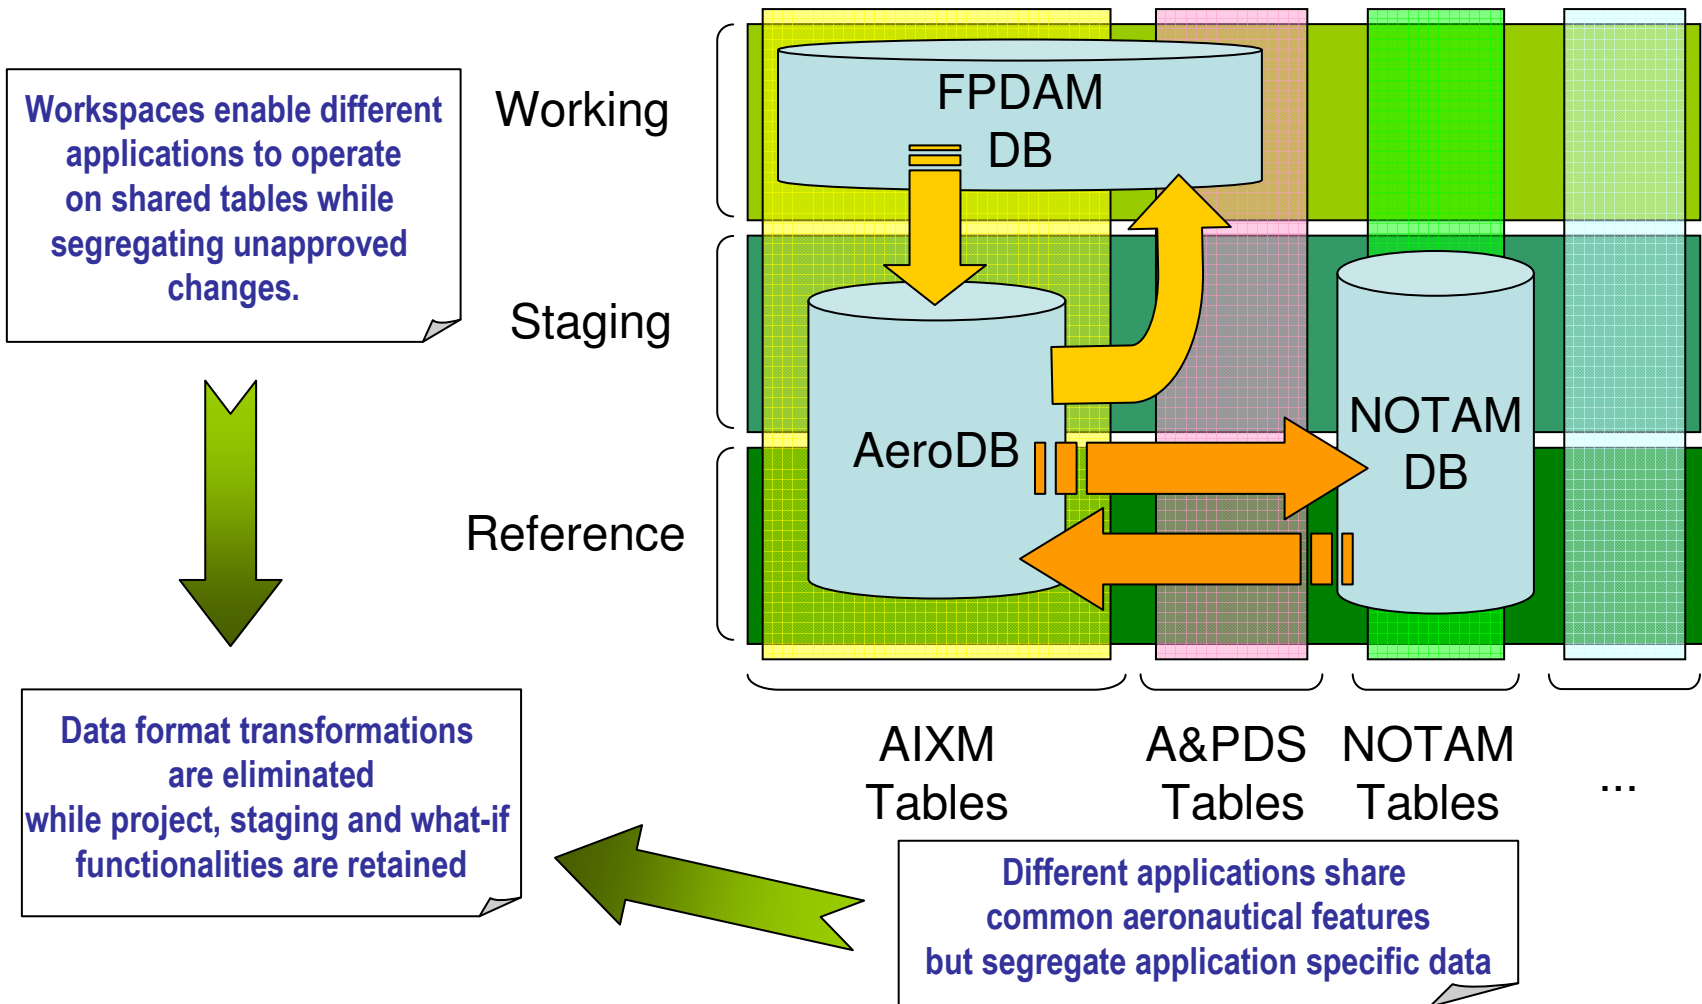 Workspaces enable different
applications to operate
on shared tables while
segregating unapproved
changes.
Working
Staging
Reference
FPDAM
DB
AeroDB
NOTAM
DB
AIXM
Tables
A&PDS
Tables
NOTAM
Tables
...
Data format transformations
are eliminated
while project, staging and what-if
functionalities are retained
Different applications share
common aeronautical features
but segregate application specific data